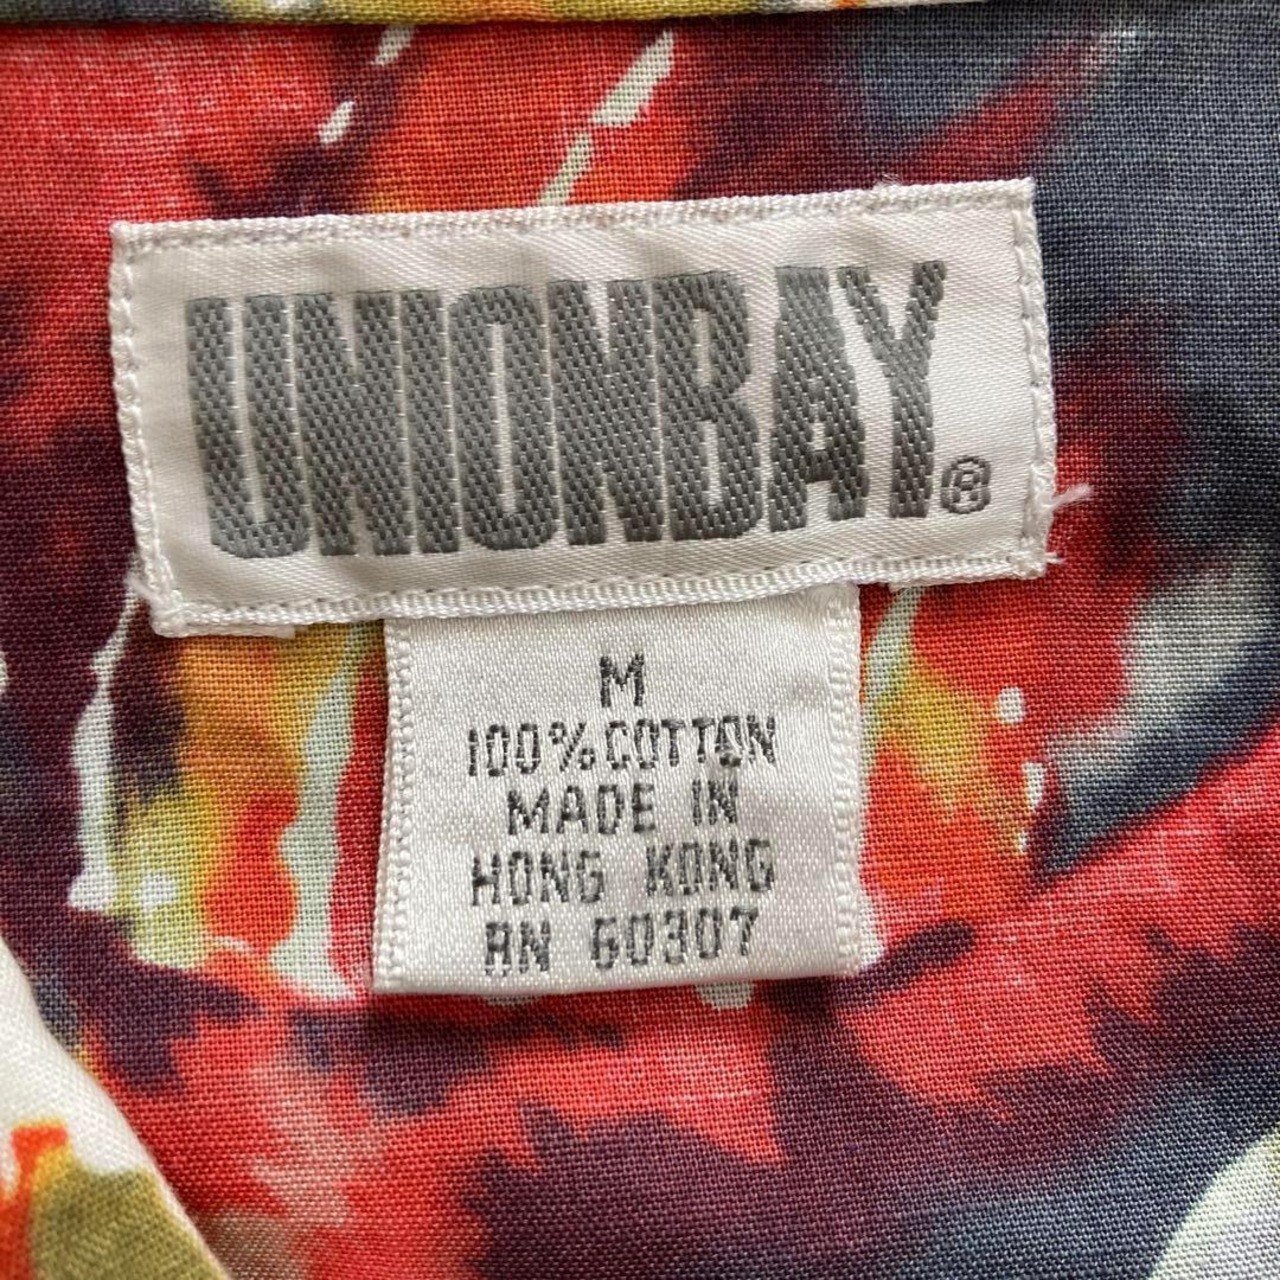 UNIONBAY®
M
100% COTTON
MADE IN
HONG KONG
RN 60307